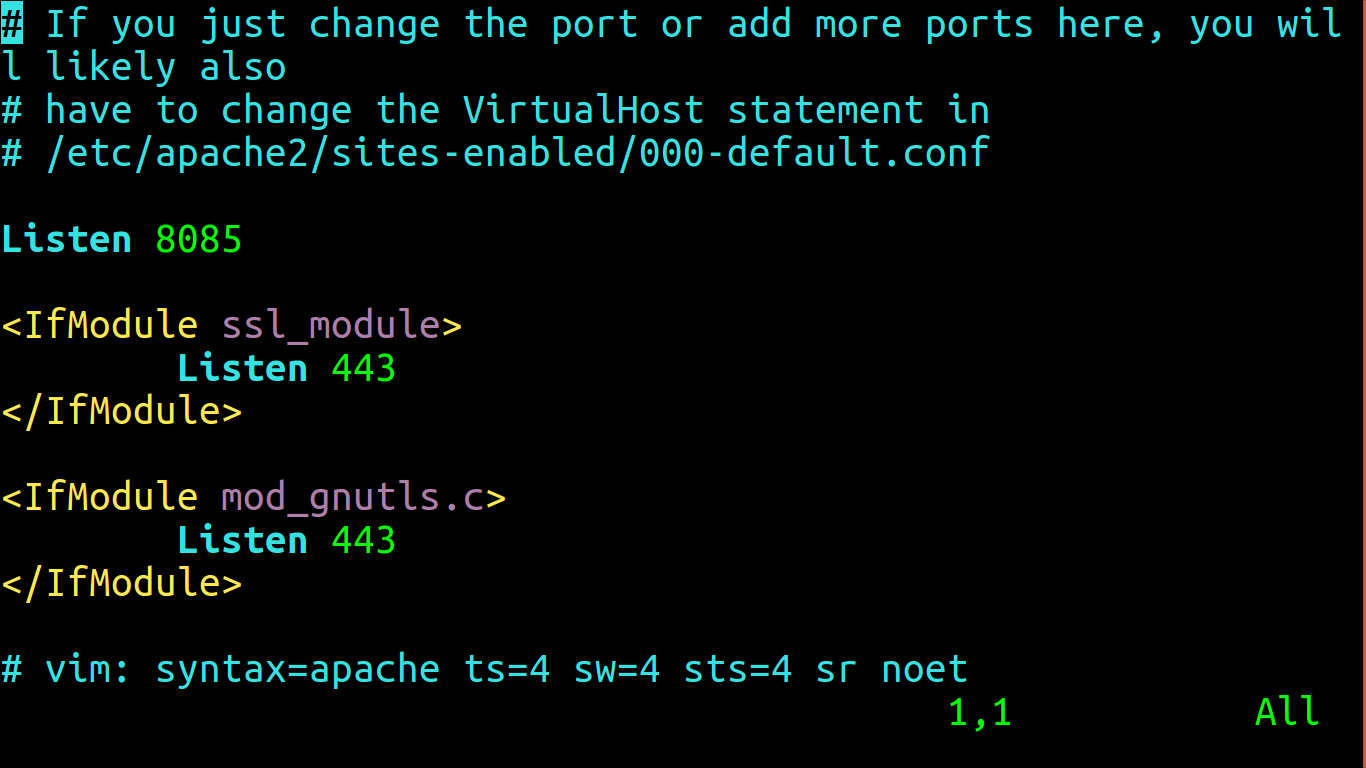 # If you just change the port or add more ports here, you wil
l likely also
# have to change the VirtualHost statement in
# /etc/apache2/sites-enabled/000-default.conf

Listen 8085

<IfModule ssl_module>
        Listen 443
</IfModule>

<IfModule mod_gnutls.c>
        Listen 443
</IfModule>

# vim: syntax=apache ts=4 sw=4 sts=4 sr noet
1,1 All